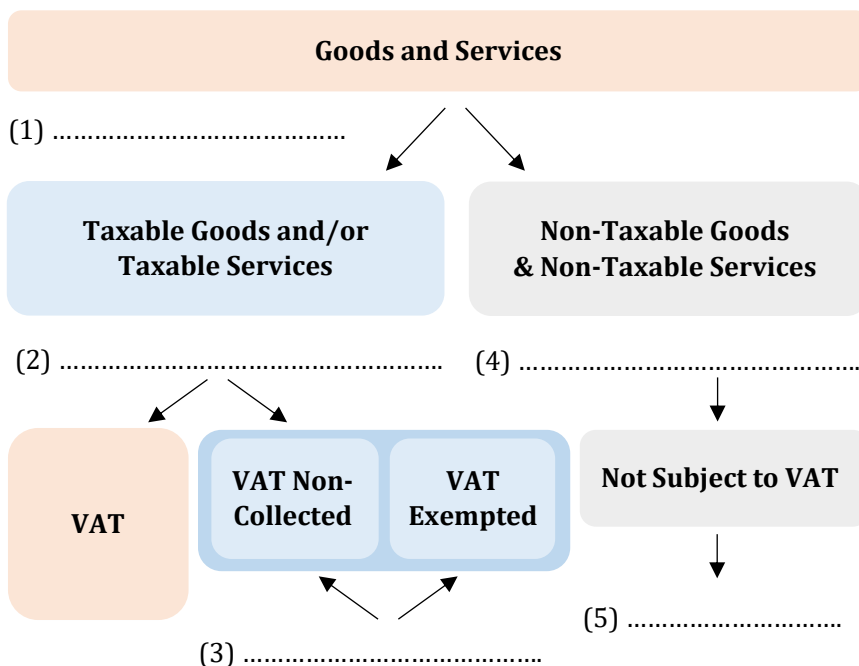 Goods and Services
(1) ……………………………………
Taxable Goods and/or
Taxable Services
Non-Taxable Goods
& Non-Taxable Services
(2) ……………………………………………….
(4) ………………………………………….
VAT
VAT Non-
Collected
VAT
Exempted
Not Subject to VAT
(5) …………………………….
(3) …………………………………….